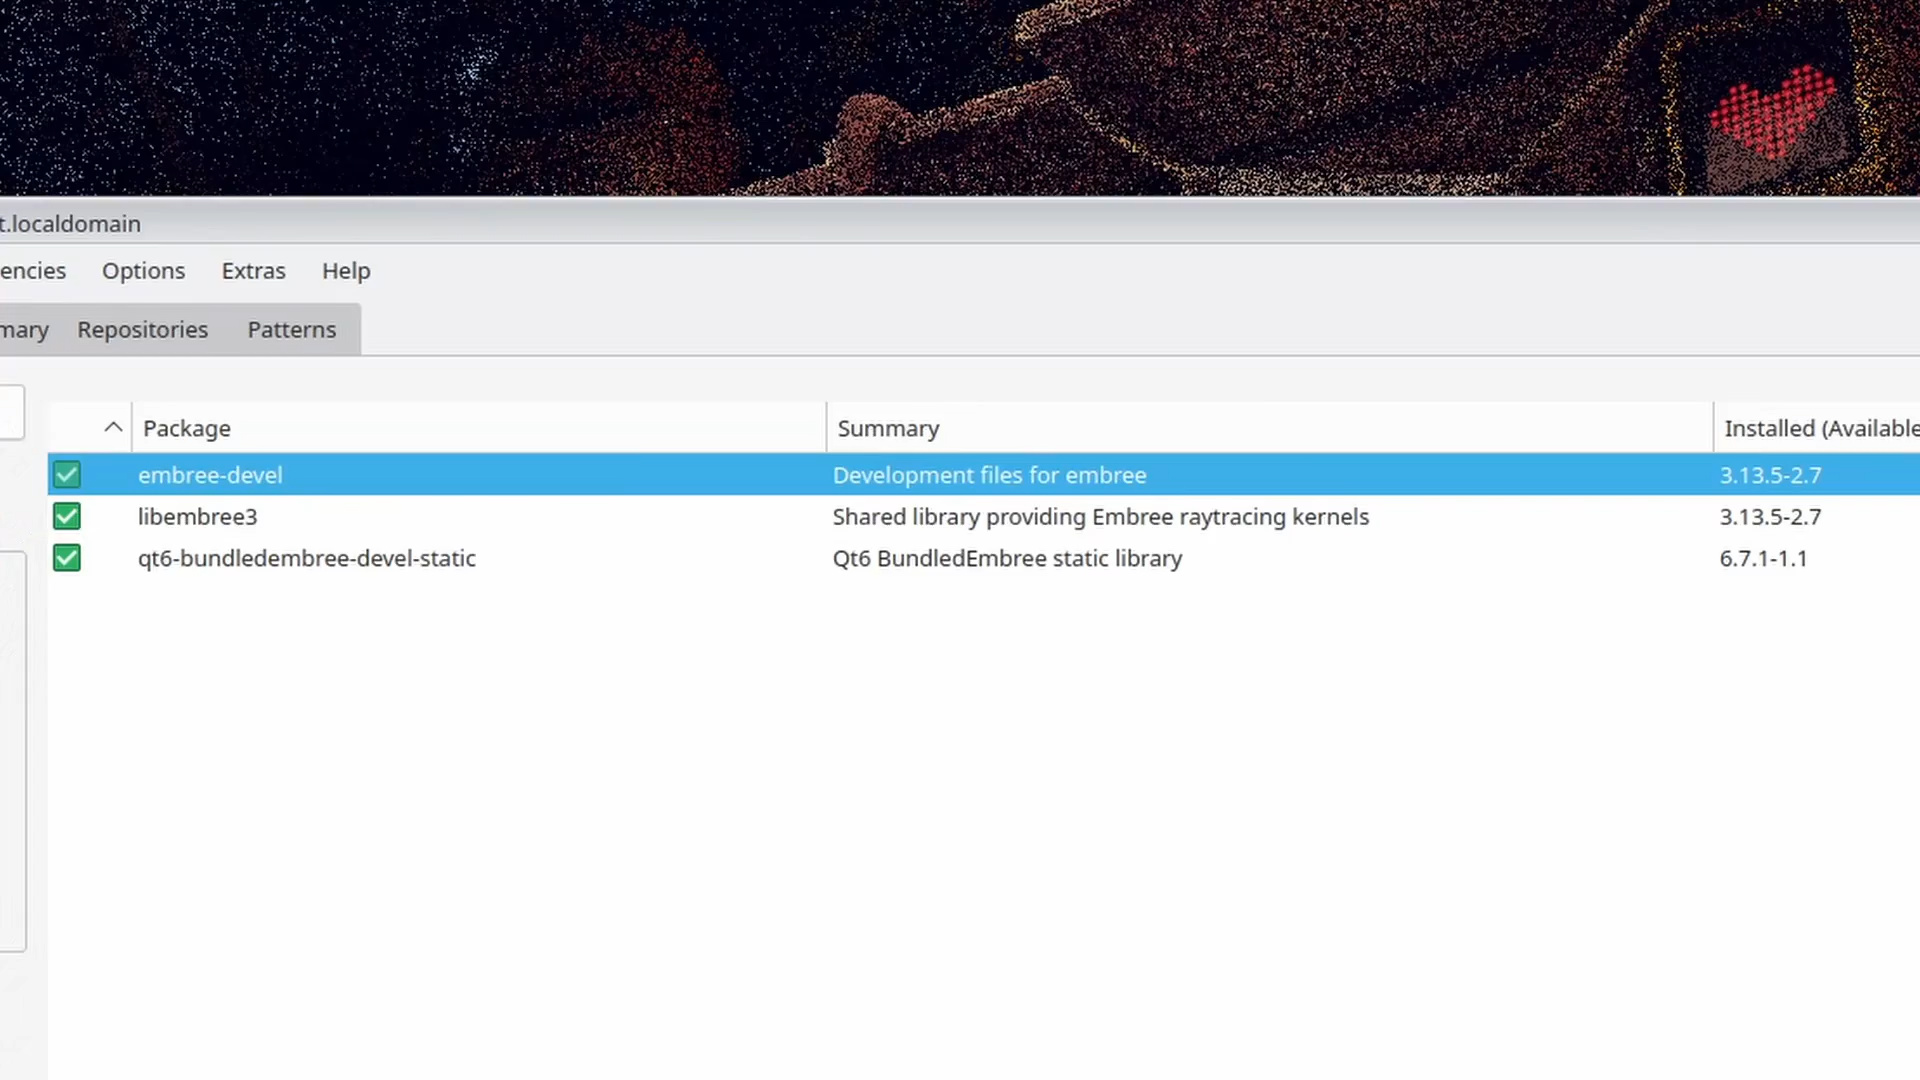 t.localdomain
encies Options Extras Help
mary Repositories Patterns
Package Summary Installed (Available
embree-devel Development files for embree 3.13.5-2.7
libembree3 Shared library providing Embree raytracing kernels 3.13.5-2.7
qt6-bundledembree-devel-static Qt6 BundledEmbree static library 6.7.1-1.1